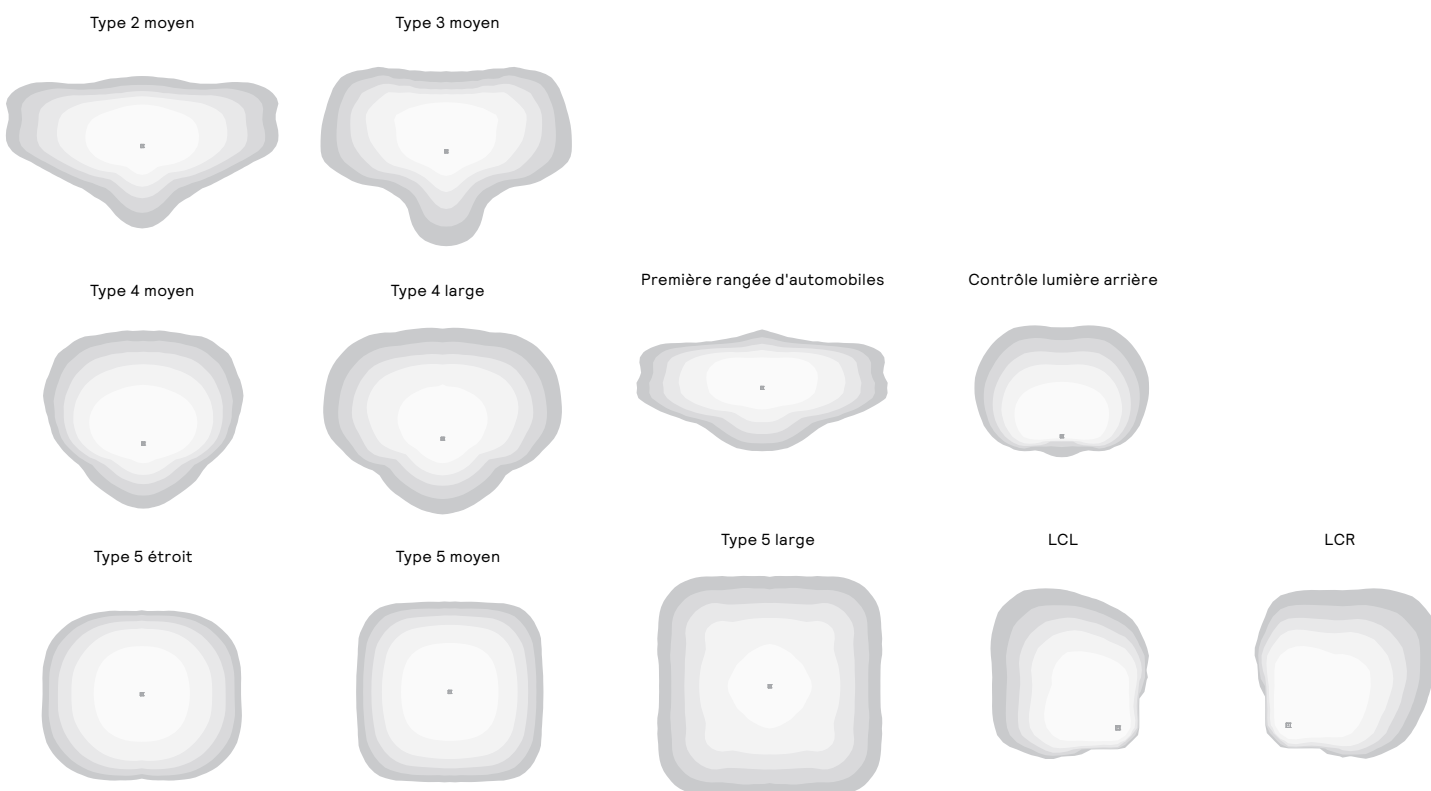 Type 2 moyen
Type 3 moyen
Type 4 moyen
Type 4 large
Première rangée d'automobiles
Contrôle lumière arrière
Type 5 étroit
Type 5 moyen
Type 5 large
LCL
LCR